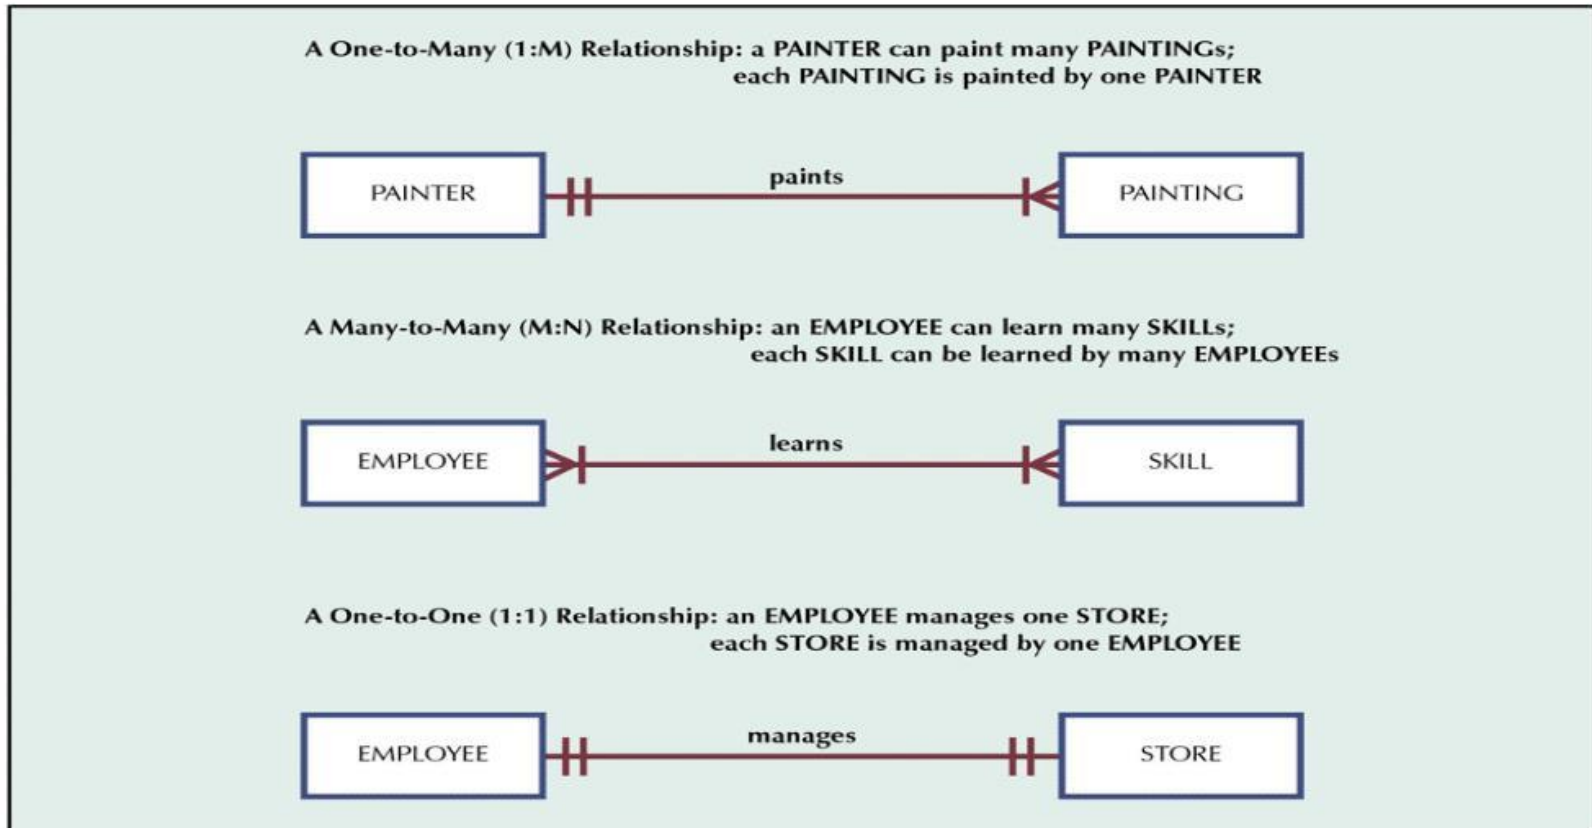 A One-to-Many (1:M) Relationship: a PAINTER can paint many PAINTINGs;
each PAINTING is painted by one PAINTER
PAINTER
paints
PAINTING
A Many-to-Many (M:N) Relationship: an EMPLOYEE can learn many SKILLs;
each SKILL can be learned by many EMPLOYEEs
EMPLOYEE
learns
SKILL
A One-to-One (1:1) Relationship: an EMPLOYEE manages one STORE;
each STORE is managed by one EMPLOYEE
EMPLOYEE
manages
STORE